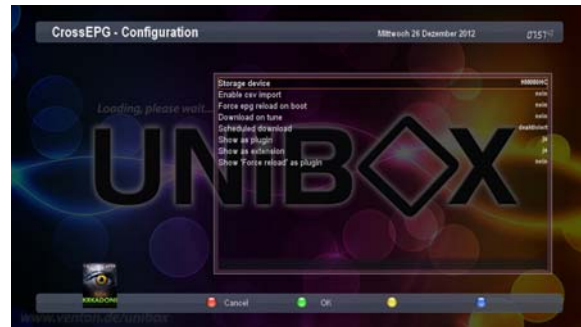 CrossEPG - Configuration
Mittwoch 26 Dezember 2012
Storage device
Enable csv import nein
Force epg reload on boot nein
Download on tune nein
Scheduled download deaktiviert
Show as plugin ja
Show as extension ja
Show 'Force reload' as plugin nein
Loading, please wait...
UNIBOX
KRKADONI
Cancel
OK
www.venton.de/unibox